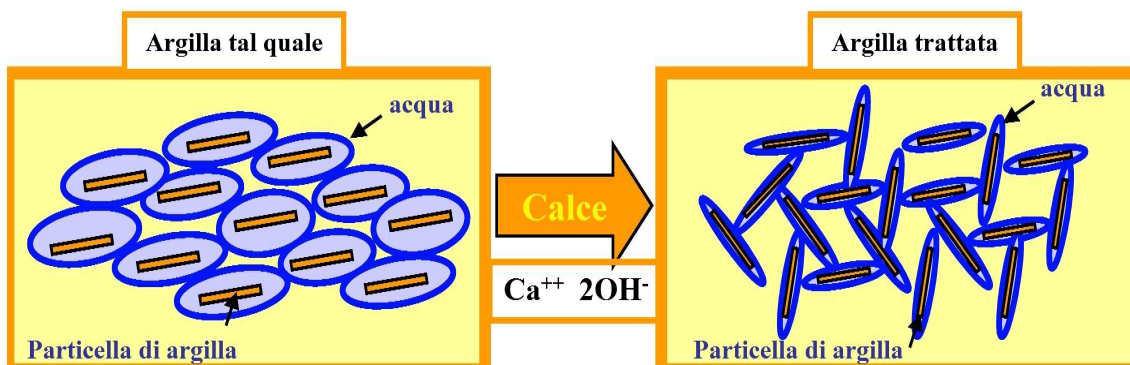 Argilla tal quale
acqua
Particella di argilla
Calce
Ca⁺⁺ 2OH⁻
Argilla trattata
acqua
Particella di argilla